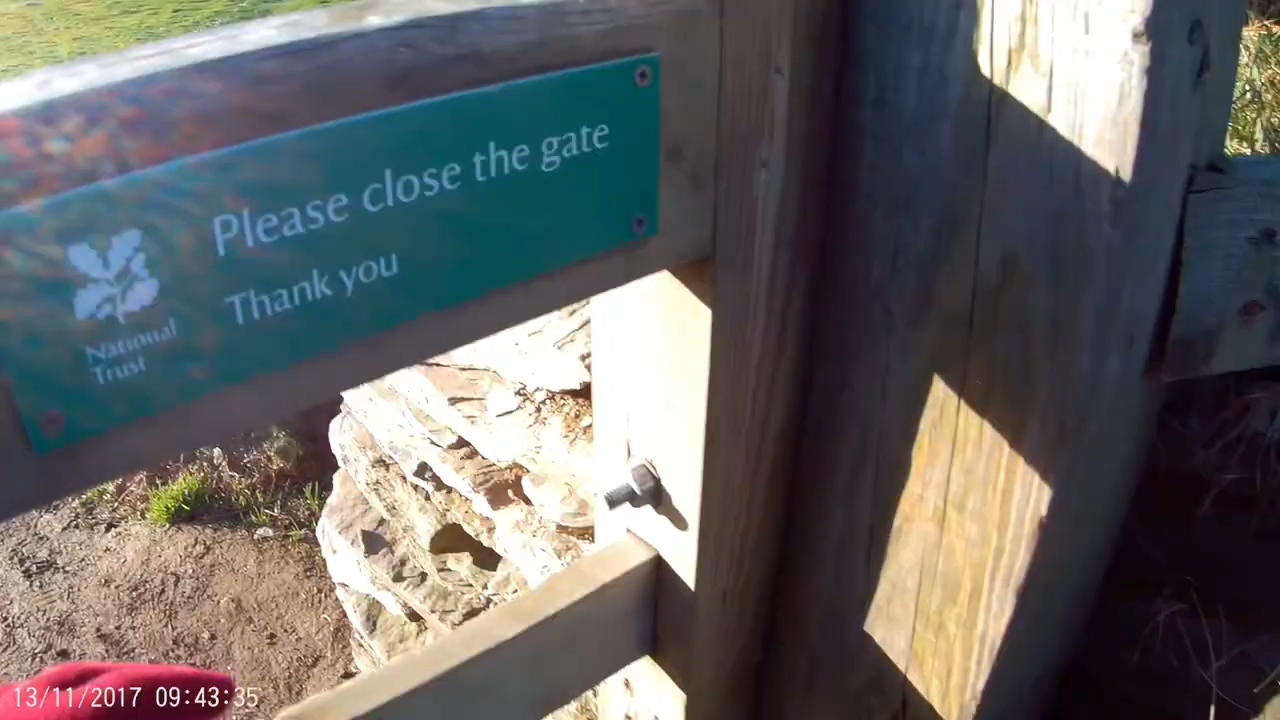 Please close the gate
Thank you
National
Trust
13/11/2017 09:43:35